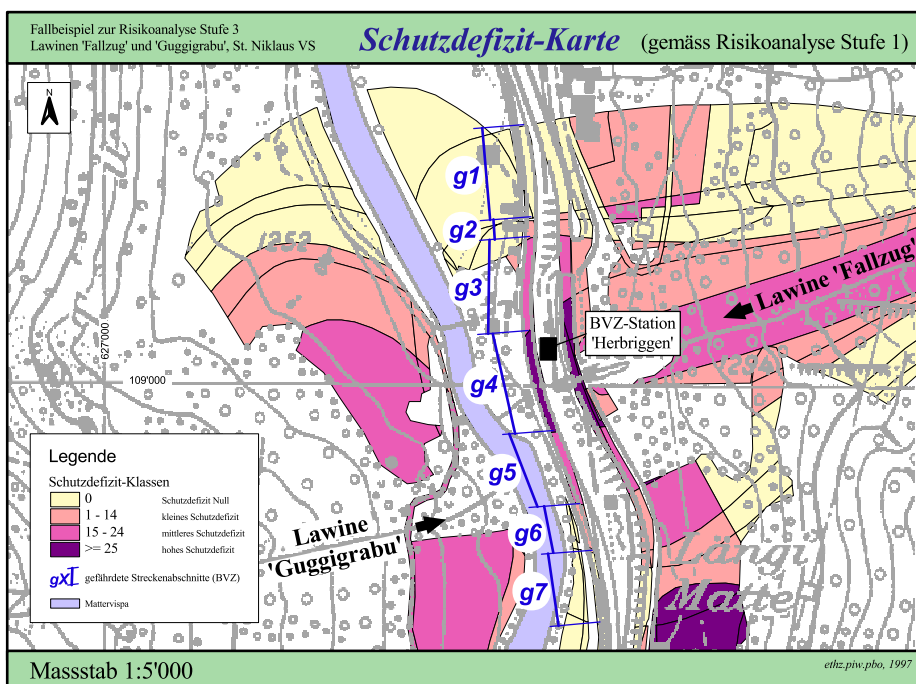 Fallbeispiel zur Risikoanalyse Stufe 3
Lawinen 'Fallzug' und 'Guggigrabu', St. Niklaus VS
Schutzdefizit-Karte (gemäss Risikoanalyse Stufe 1)
N
g1
g2
g3
g4
g5
g6
g7
1252
627'000
109'000
Lawine 'Fallzug'
BVZ-Station
'Herbriggen'
Lawine
'Guggigrabu'
Längi
Matte
Legende
Schutzdefizit-Klassen
0 Schutzdefizit Null
1 - 14 kleines Schutzdefizit
15 - 24 mittleres Schutzdefizit
>= 25 hohes Schutzdefizit
gX gefährdete Streckenabschnitte (BVZ)
Mattervispa
Massstab 1:5'000
ethz.piw.pbo, 1997